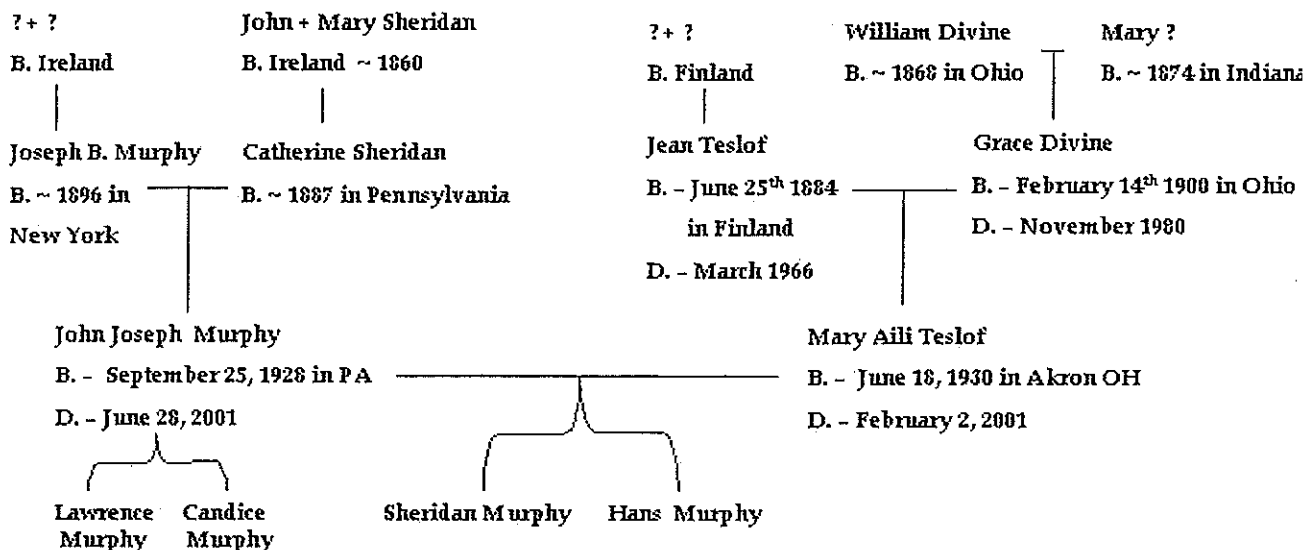 ? + ?
B. Ireland
John + Mary Sheridan
B. Ireland ~ 1860
? + ?
B. Finland
William Divine
B. ~ 1868 in Ohio
Mary ?
B. ~ 1874 in Indiana
Joseph B. Murphy
B. ~ 1896 in
New York
Catherine Sheridan
B. ~ 1887 in Pennsylvania
Jean Teslof
B. - June 25th 1884
in Finland
D. - March 1966
Grace Divine
B. - February 14th 1900 in Ohio
D. - November 1980
John Joseph Murphy
B. - September 25, 1928 in PA
D. - June 28, 2001
Mary Aili Teslof
B. - June 18, 1930 in Akron OH
D. - February 2, 2001
Lawrence
Murphy
Candice
Murphy
Sheridan Murphy
Hans Murphy